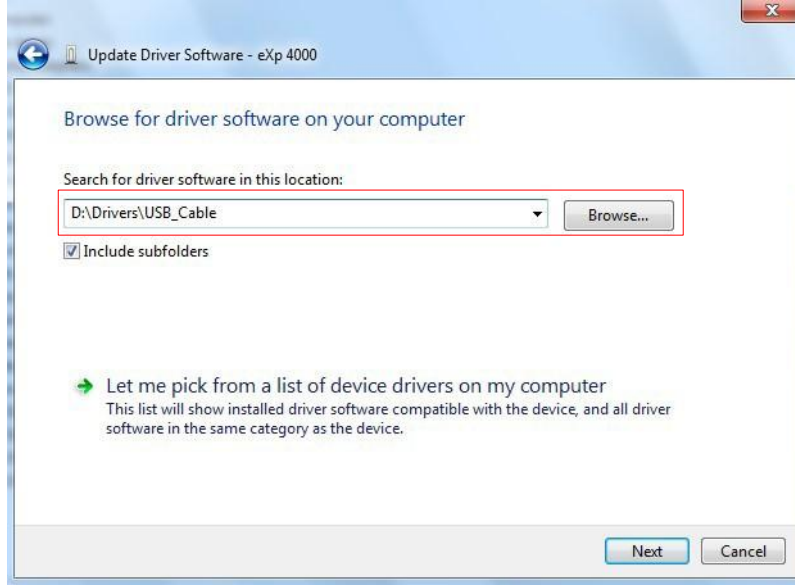 Update Driver Software - eXp 4000
Browse for driver software on your computer
Search for driver software in this location:
D:\Drivers\USB_Cable
Browse...
Include subfolders
Let me pick from a list of device drivers on my computer
This list will show installed driver software compatible with the device, and all driver
software in the same category as the device.
Next
Cancel